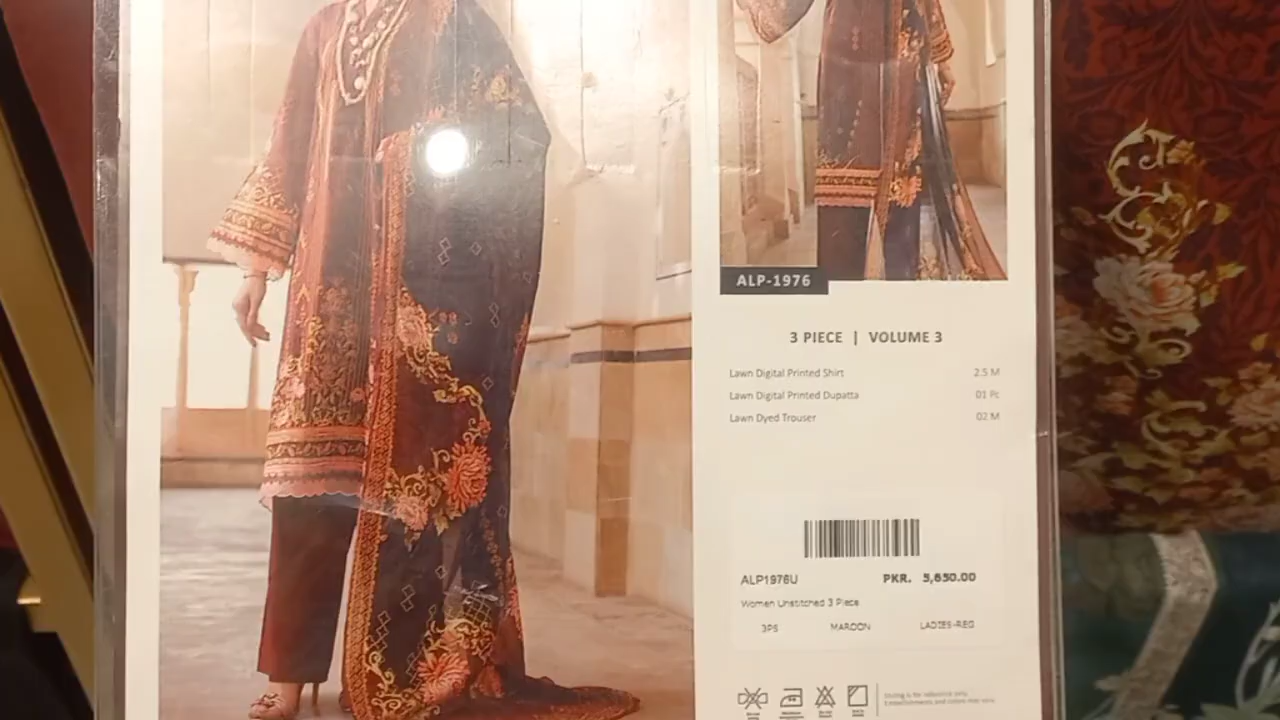 ALP-1976
3 PIECE | VOLUME 3
Lawn Digital Printed Shirt 2.5 M
Lawn Digital Printed Dupatta 01 Pc
Lawn Dyed Trouser 02 M
ALP1976U PKR. 5,650.00
Women Unstitched 3 Piece
3PS MAROON LADIES-REG